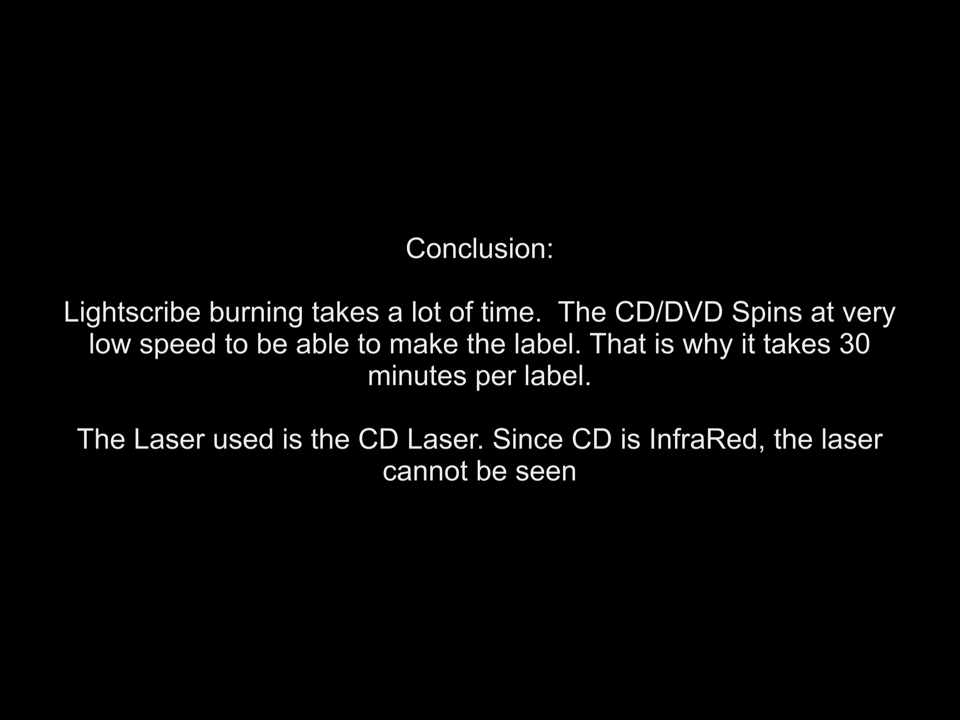 Conclusion:
Lightscribe burning takes a lot of time.  The CD/DVD Spins at very
low speed to be able to make the label. That is why it takes 30
minutes per label.
The Laser used is the CD Laser. Since CD is InfraRed, the laser
cannot be seen